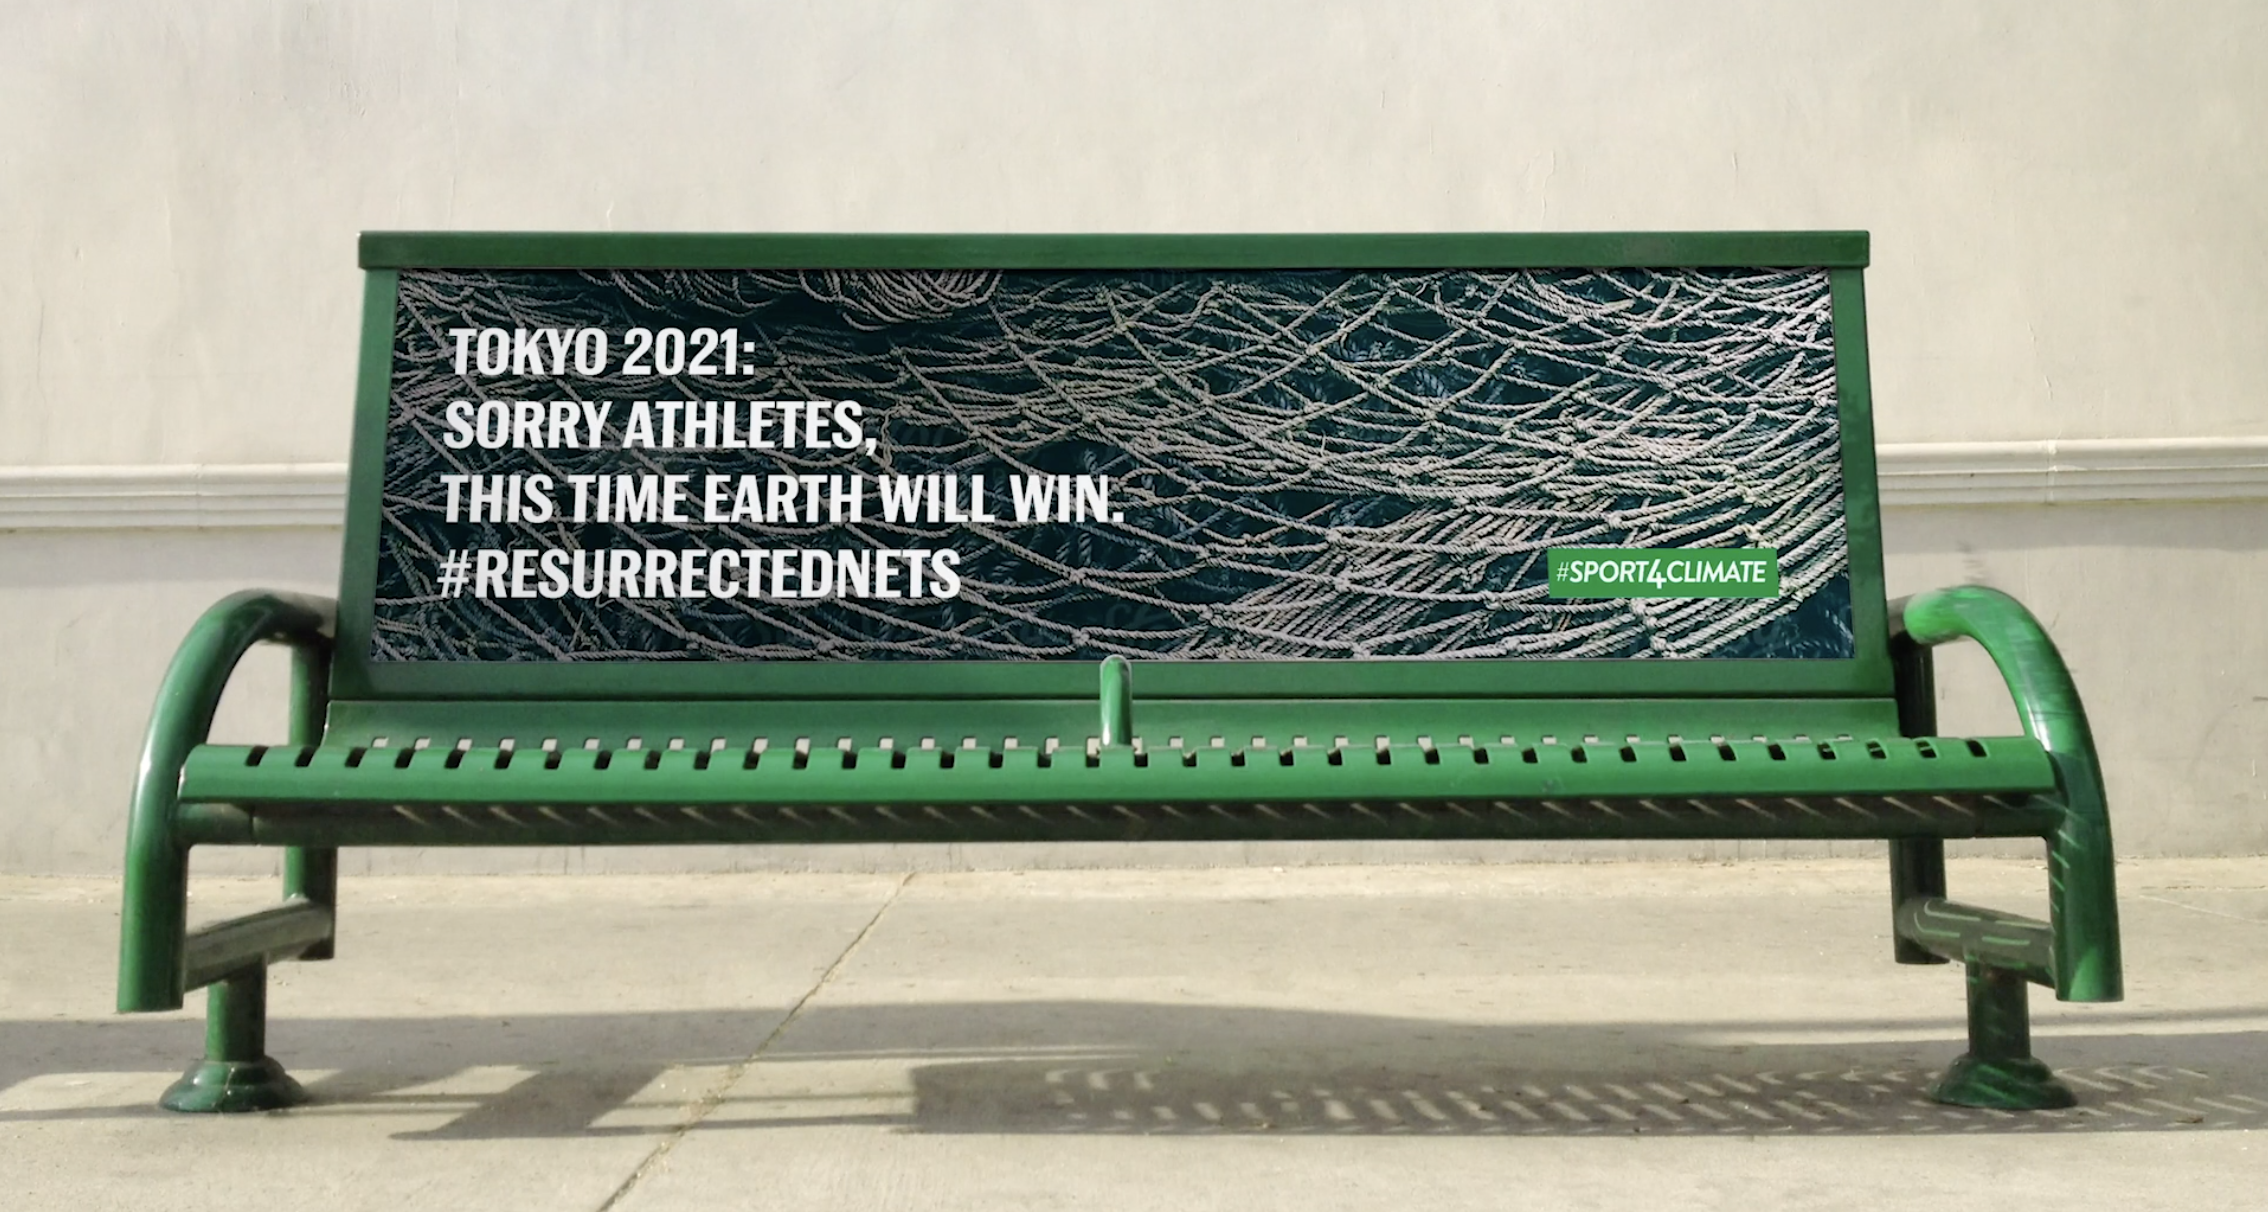 TOKYO 2021:
SORRY ATHLETES,
THIS TIME EARTH WILL WIN.
#RESURRECTEDNETS
#SPORT4CLIMATE